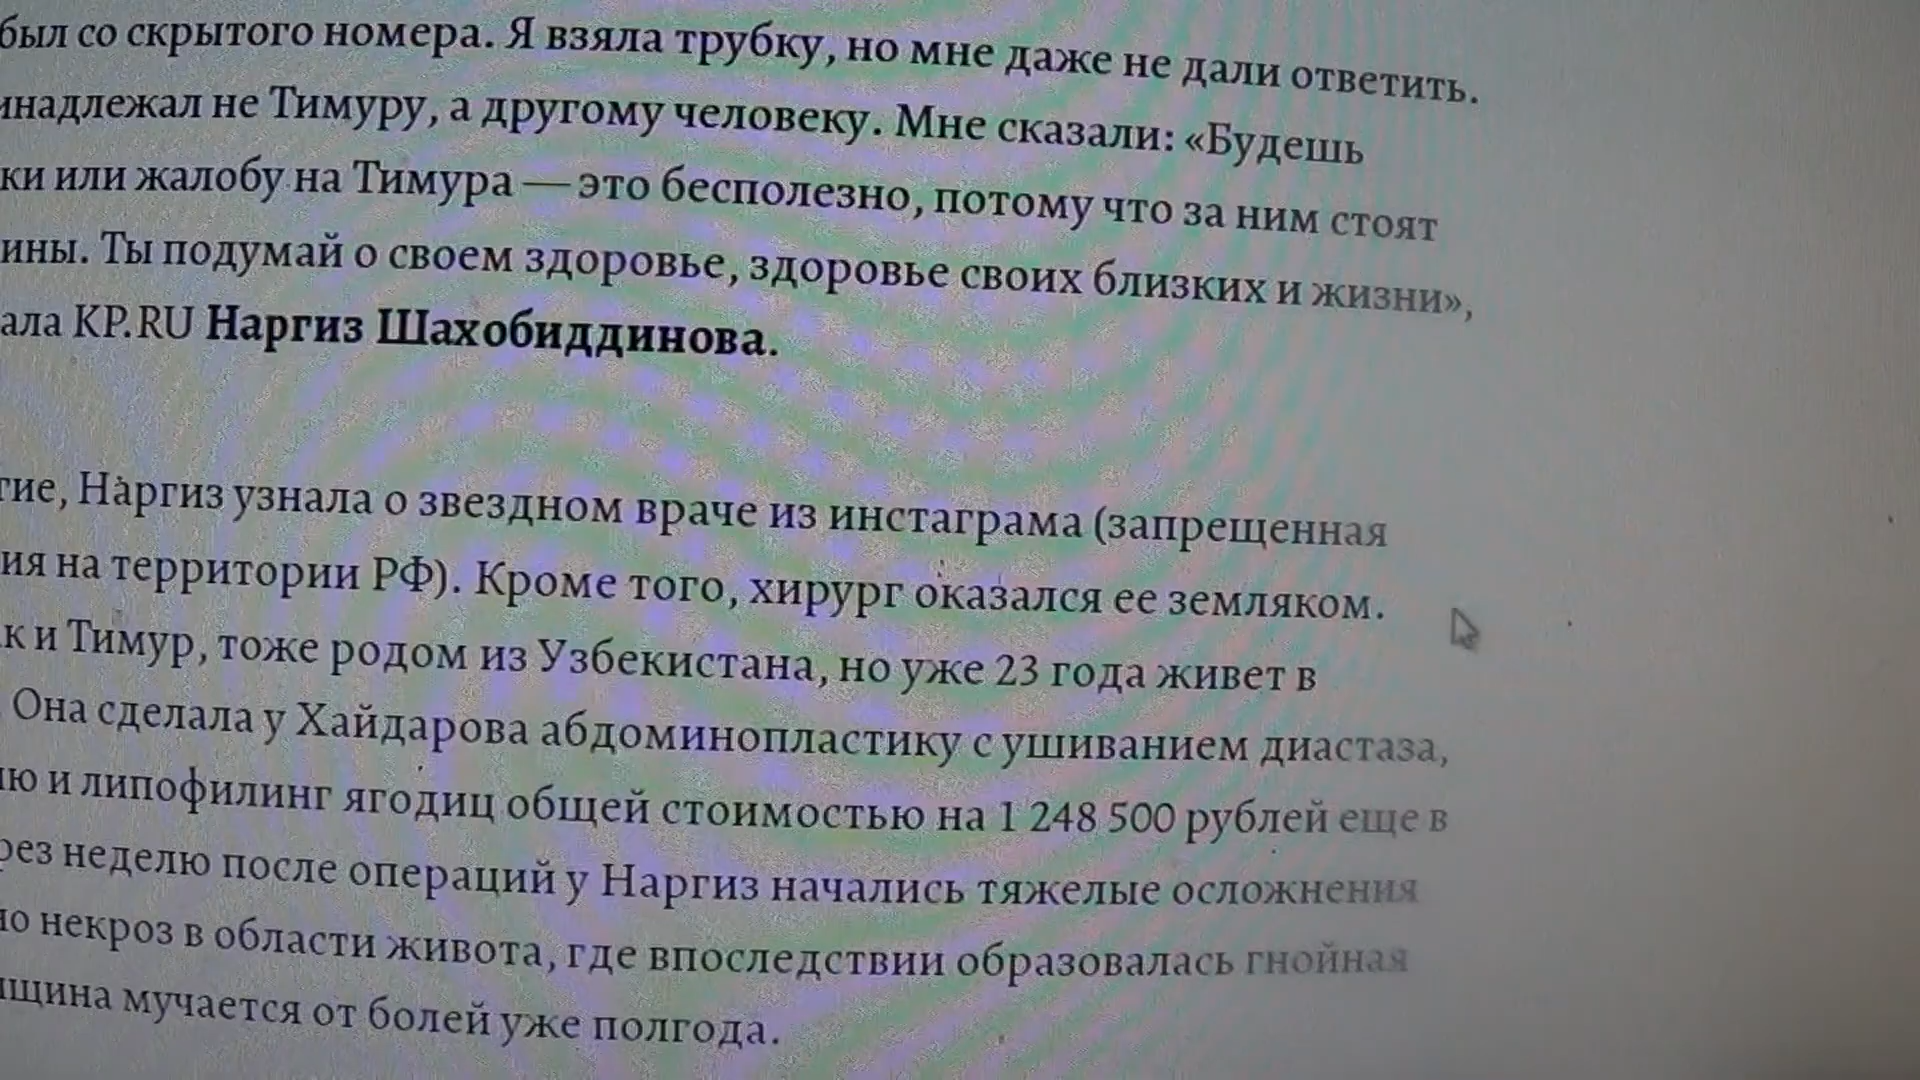 был со скрытого номера. Я взяла трубку, но мне даже не дали ответить.
инадлежал не Тимуру, а другому человеку. Мне сказали: «Будешь
ки или жалобу на Тимура — это бесполезно, потому что за ним стоят
ины. Ты подумай о своем здоровье, здоровье своих близких и жизни»,
ала KP.RU Наргиз Шахобиддинова.
гие, Наргиз узнала о звездном враче из инстаграма (запрещенная
ия на территории РФ). Кроме того, хирург оказался ее земляком.
к и Тимур, тоже родом из Узбекистана, но уже 23 года живет в
Она сделала у Хайдарова абдоминопластику с ушиванием диастаза,
ю и липофилинг ягодиц общей стоимостью на 1 248 500 рублей еще в
рез неделю после операций у Наргиз начались тяжелые осложнения
но некроз в области живота, где впоследствии образовалась гнойная
нщина мучается от болей уже полгода.